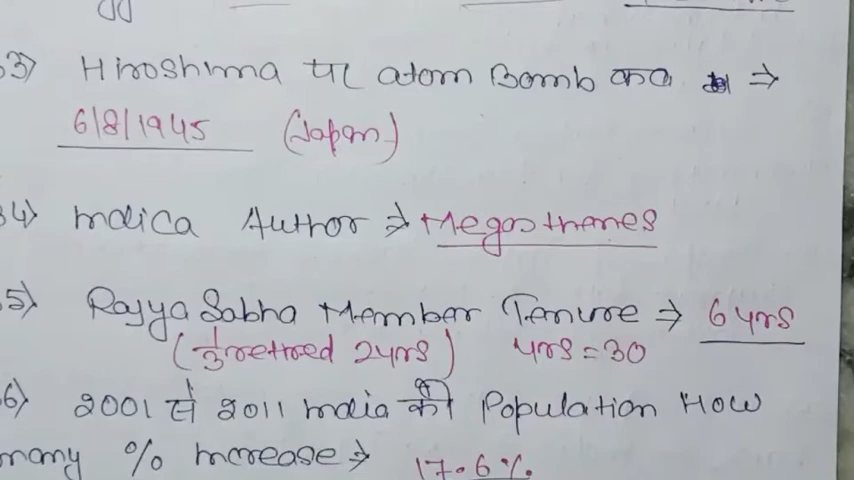 3) Hiroshima पर atom Bomb कब ⇒
6/8/1945 (Japan)
4) Indica Author ⇒ Megasthenes
5) Rajya Sabha Member Tenure ⇒ 6 yrs
(1/3 retired 2 yrs) yrs = 30
6) 2001 से 2011 India की Population How
many % increase ⇒ 17.6%